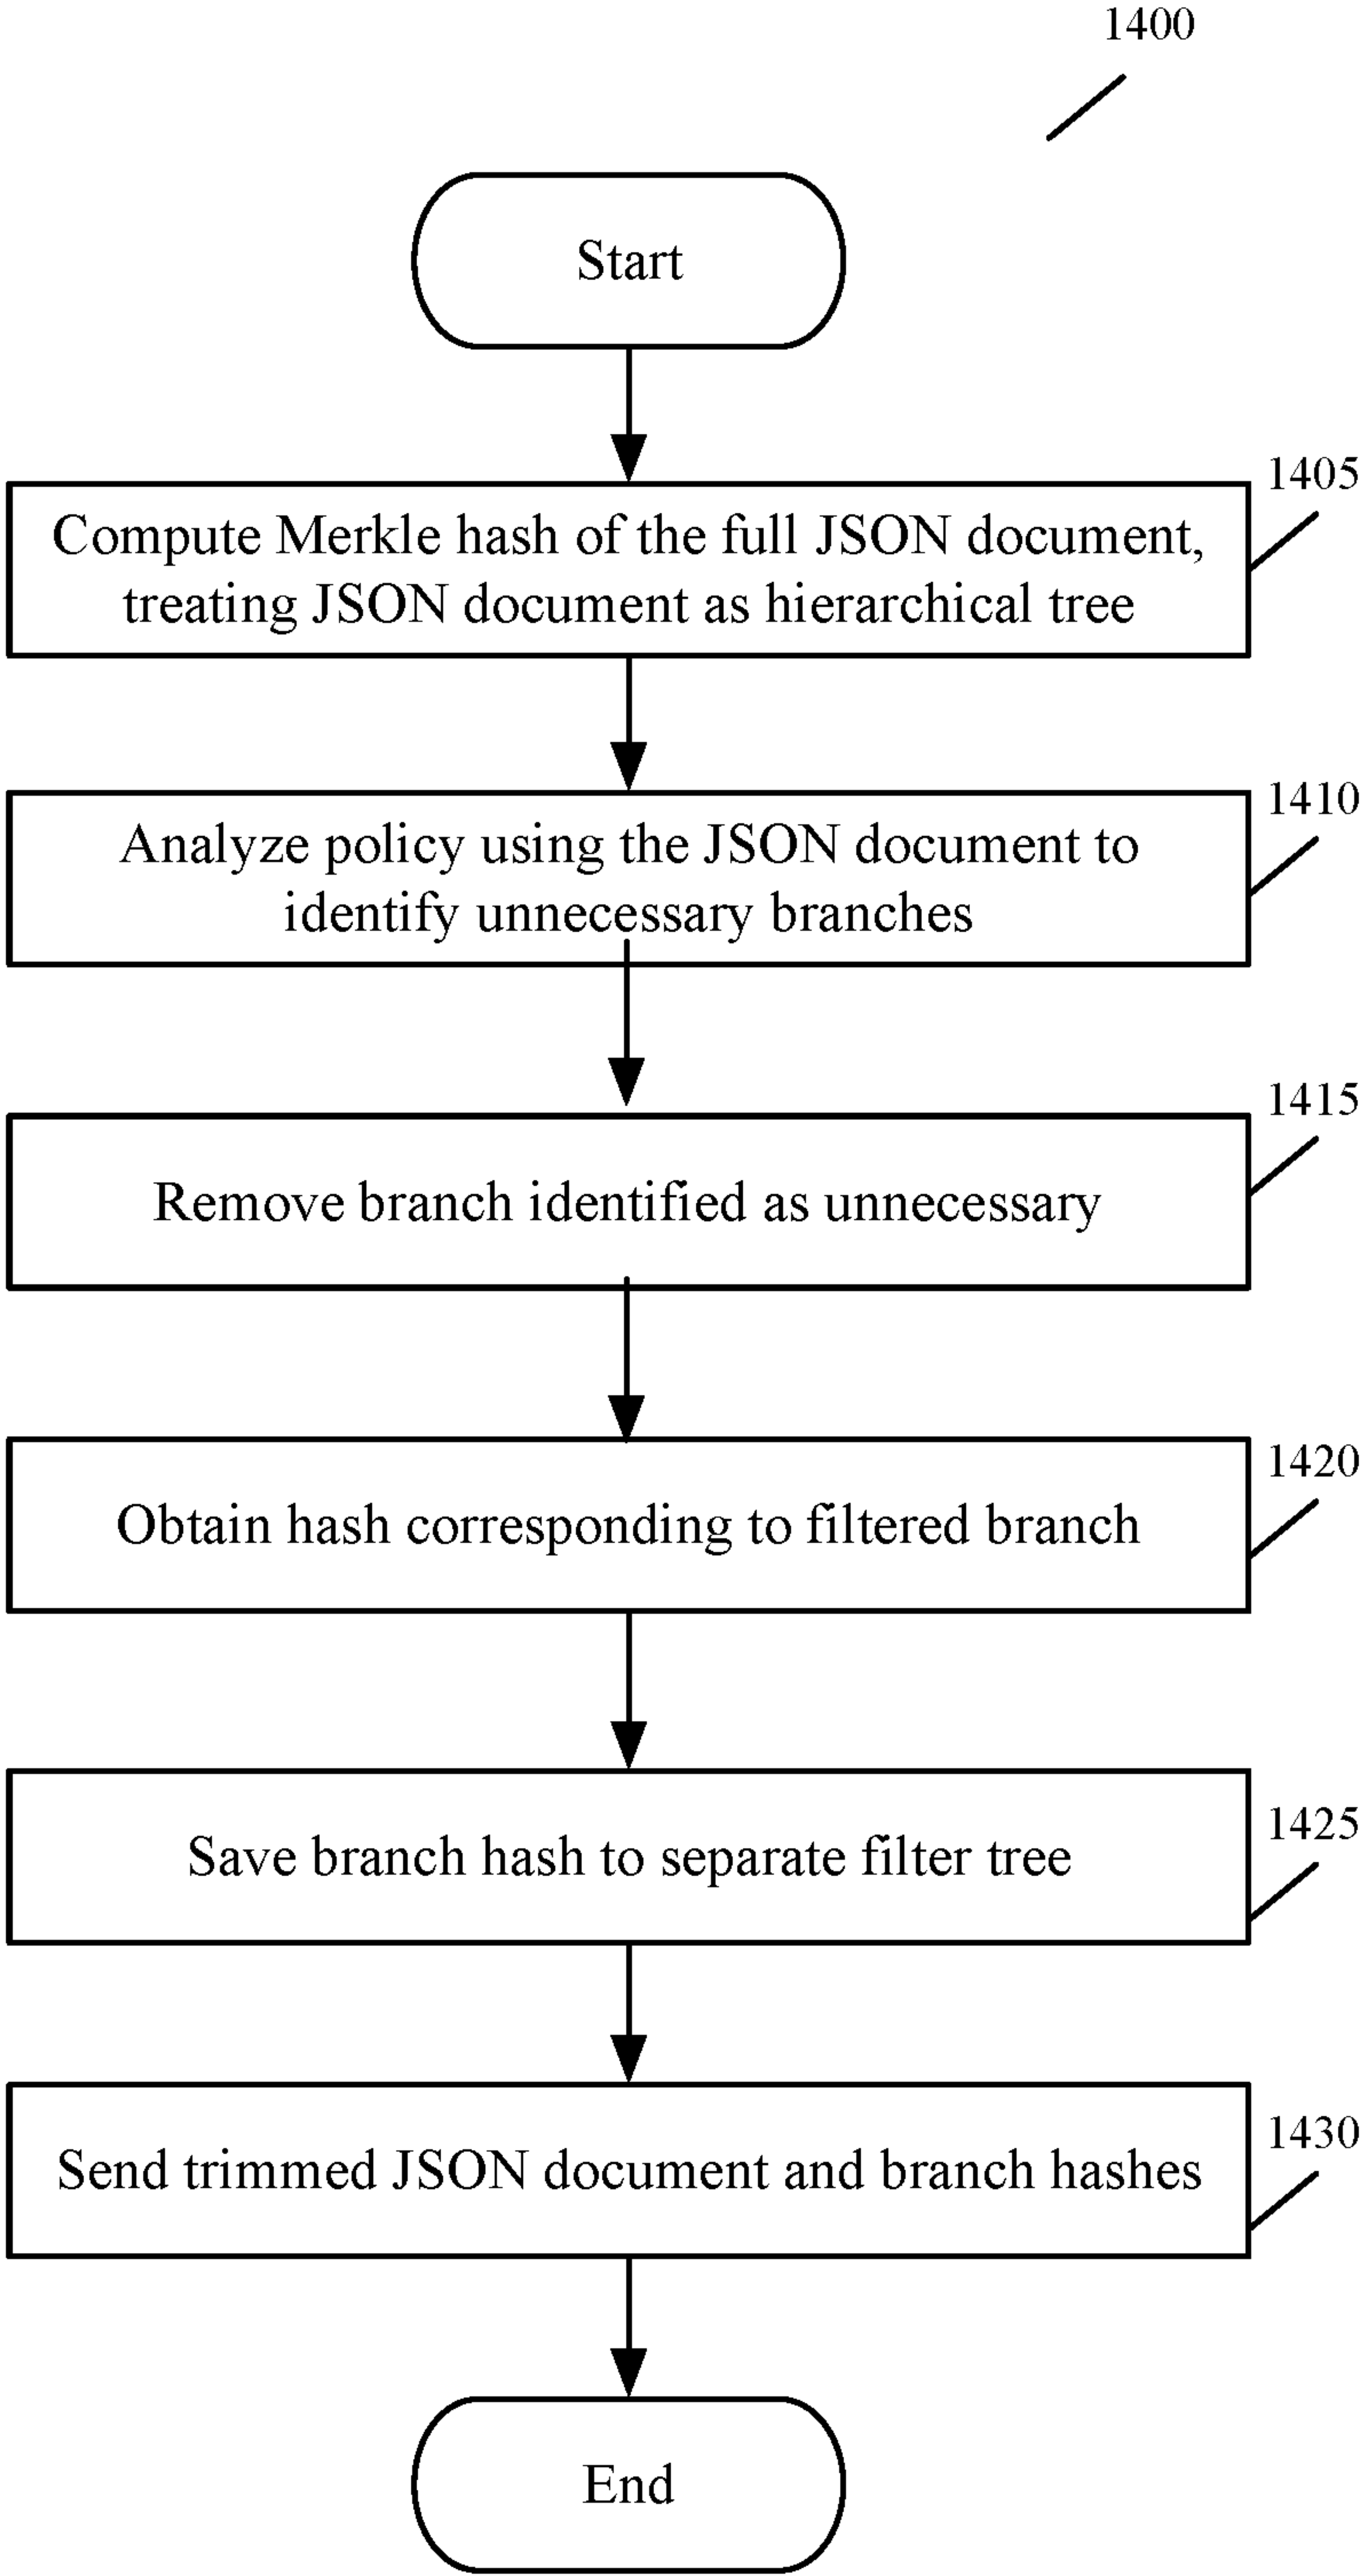 1400
Start
1405
Compute Merkle hash of the full JSON document,
treating JSON document as hierarchical tree
1410
Analyze policy using the JSON document to
identify unnecessary branches
1415
Remove branch identified as unnecessary
1420
Obtain hash corresponding to filtered branch
1425
Save branch hash to separate filter tree
1430
Send trimmed JSON document and branch hashes
End